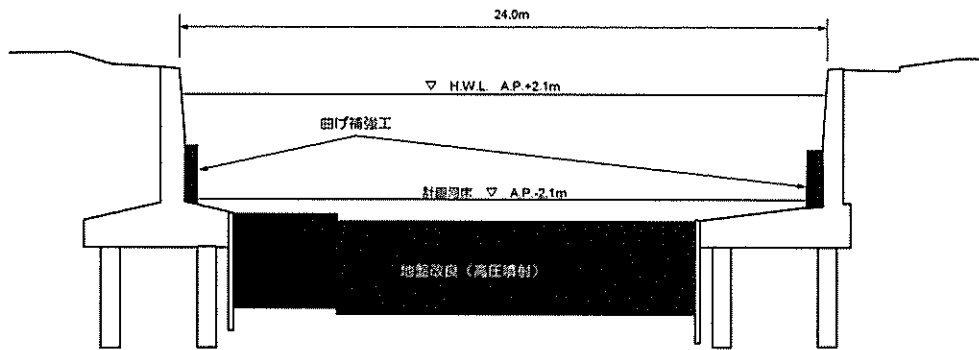 24.0m
▽ H.W.L. A.P.+2.1m
曲げ補強工
計画河床 ▽ A.P.-2.1m
地盤改良（高圧噴射）